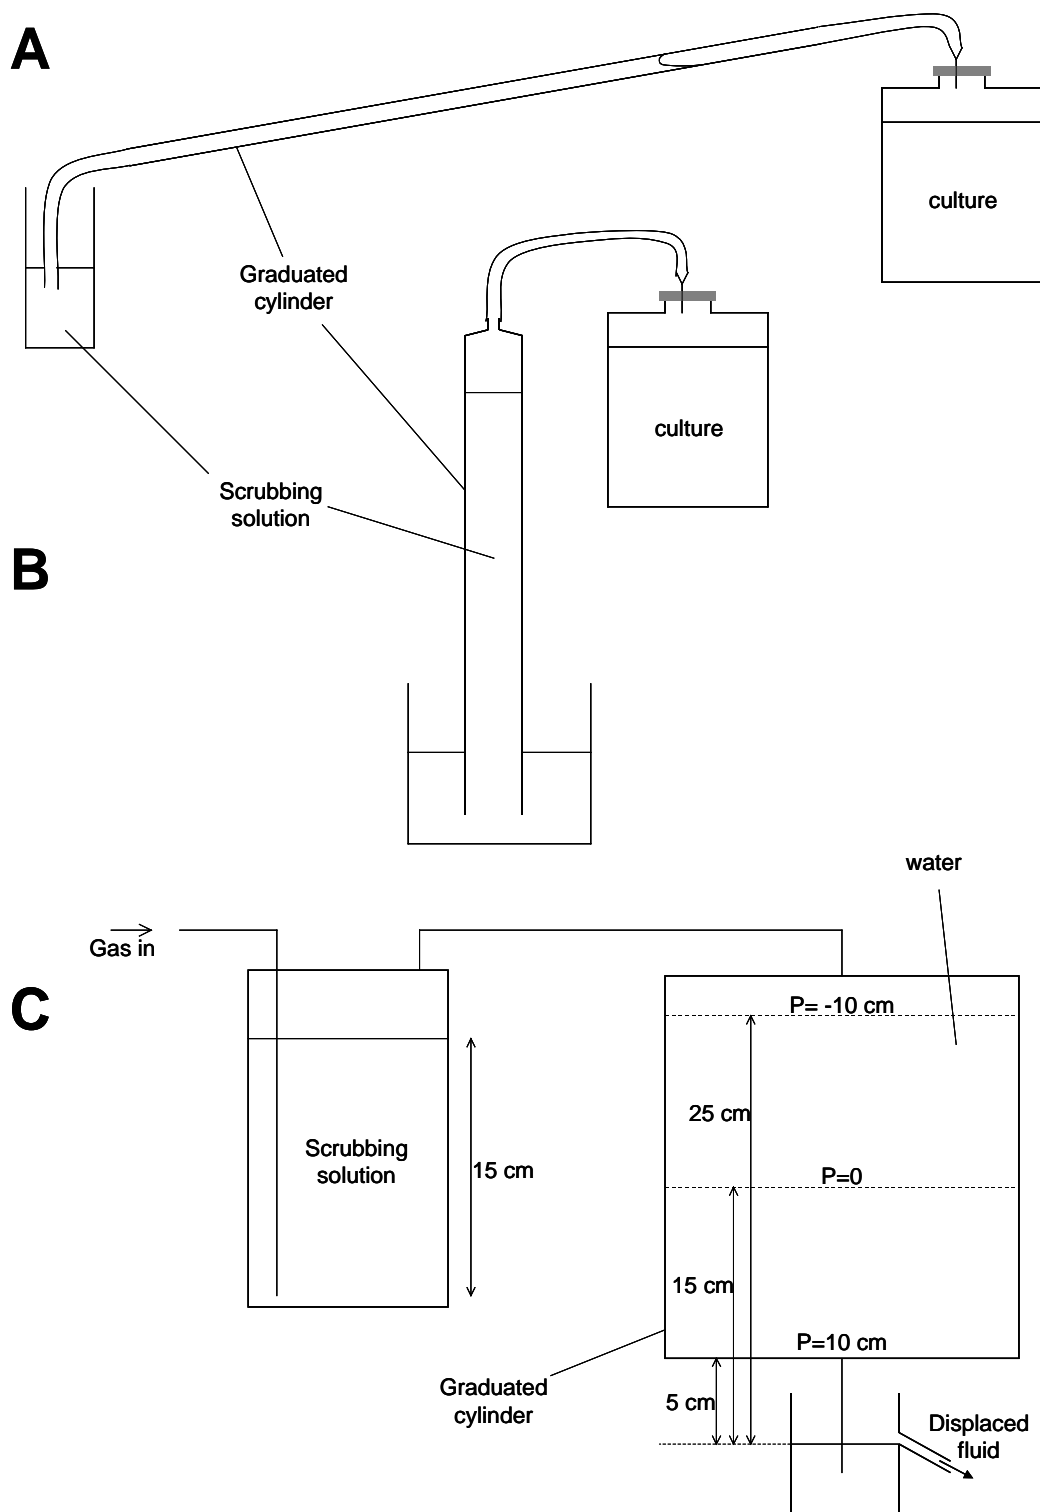 A
culture
Graduated
cylinder
culture
Scrubbing
solution
B
water
Gas in
C
P= -10 cm
25 cm
Scrubbing
solution
15 cm
P=0
15 cm
P=10 cm
Graduated
cylinder
5 cm
Displaced
fluid